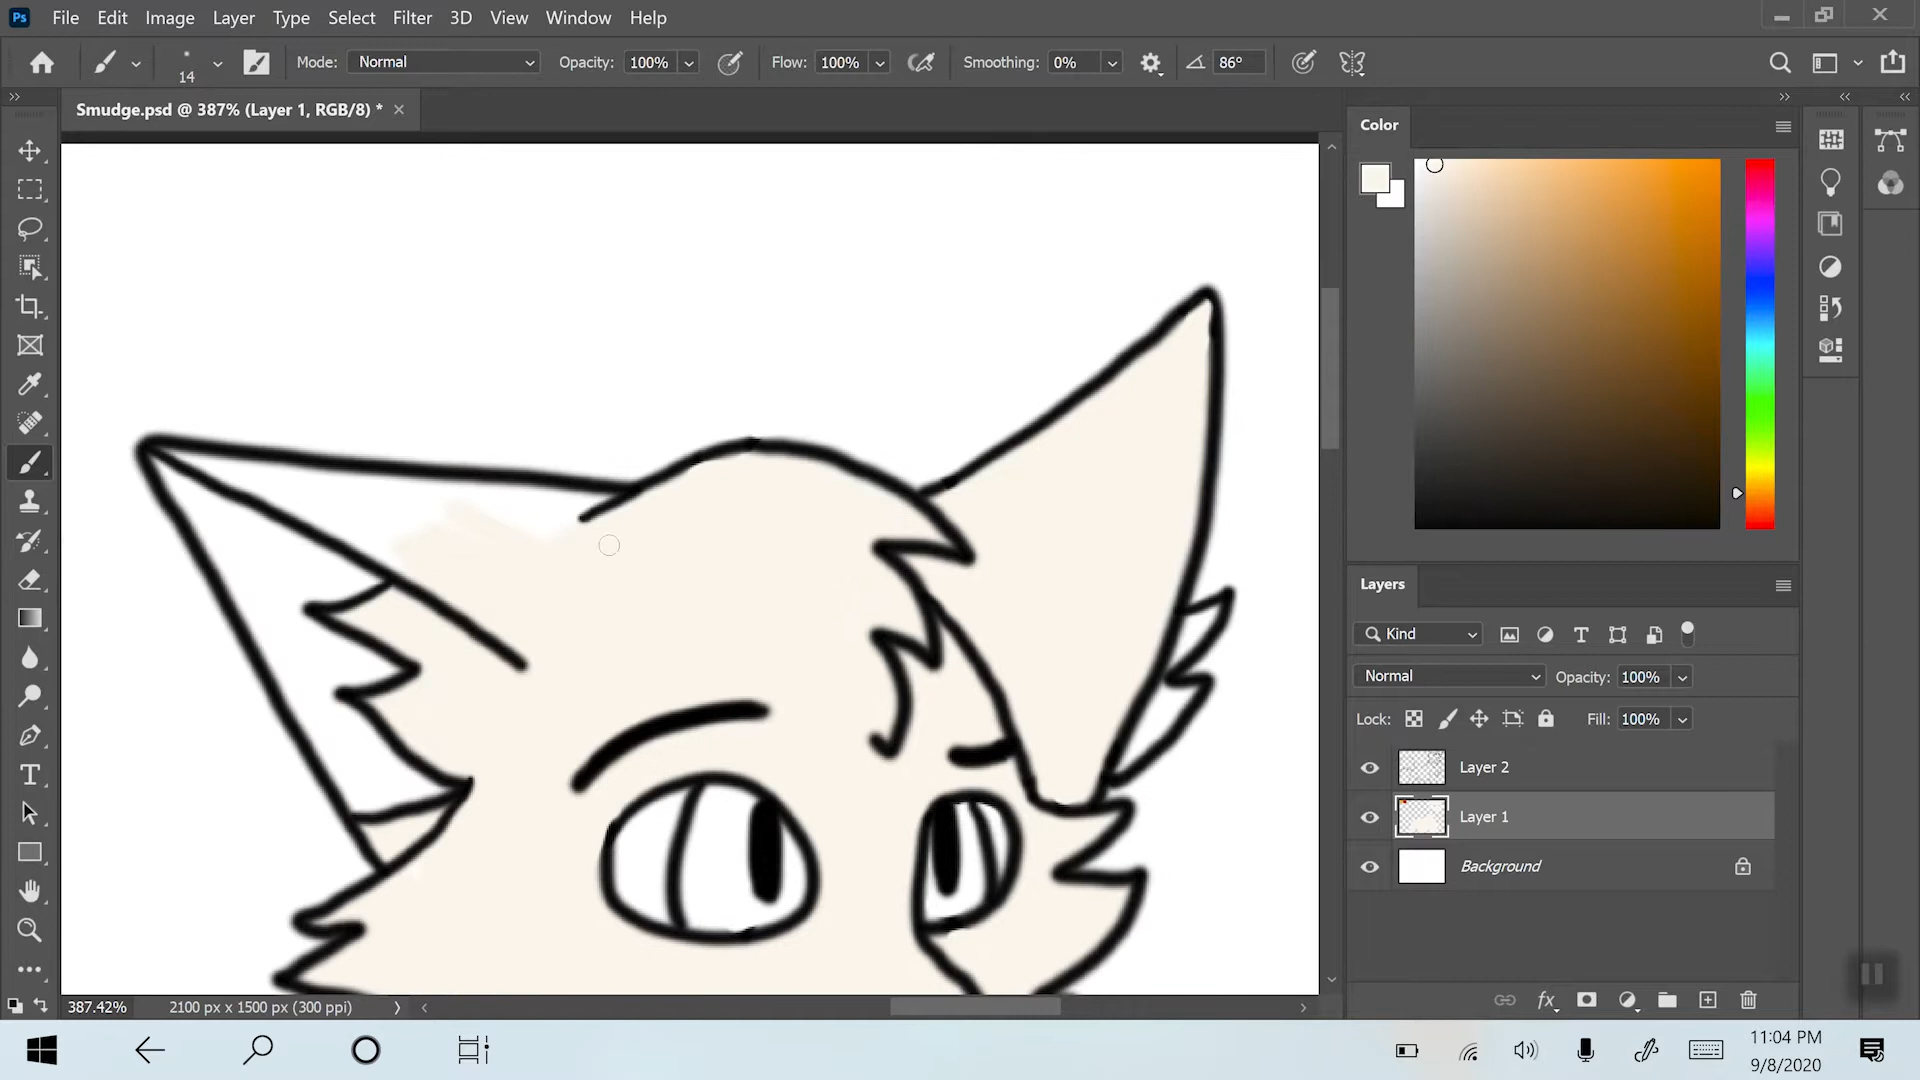 Ps File Edit Image Layer Type Select Filter 3D View Window Help
14 Mode: Normal Opacity: 100% Flow: 100% Smoothing: 0% 86°
Smudge.psd @ 387% (Layer 1, RGB/8) *
Color
Layers
Kind
Normal Opacity: 100%
Lock: Fill: 100%
Layer 2
Layer 1
Background
fx
387.42% 2100 px x 1500 px (300 ppi)
11:04 PM
9/8/2020